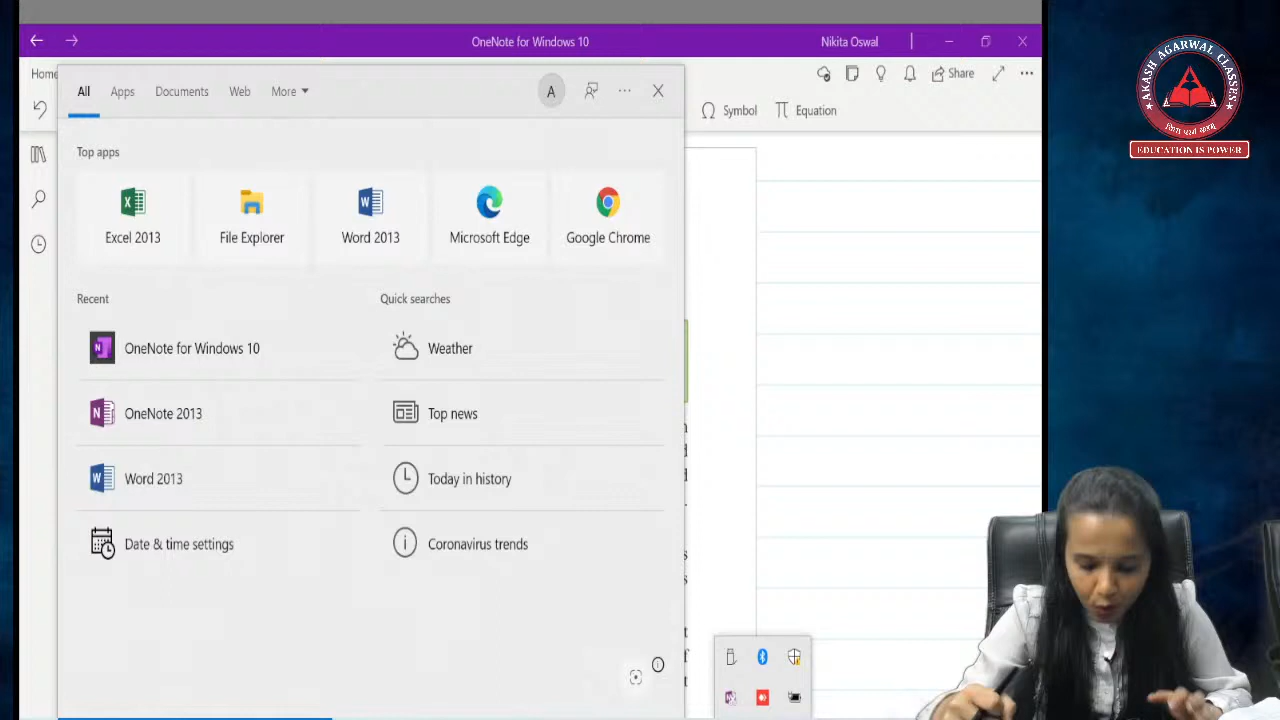 OneNote for Windows 10
Nikita Oswal
Home
Share
All
Apps
Documents
Web
More
A
Symbol
Equation
Top apps
Excel 2013
File Explorer
Word 2013
Microsoft Edge
Google Chrome
Recent
Quick searches
OneNote for Windows 10
Weather
OneNote 2013
Top news
Word 2013
Today in history
Date & time settings
Coronavirus trends
AKASH AGARWAL CLASSES
EDUCATION IS POWER